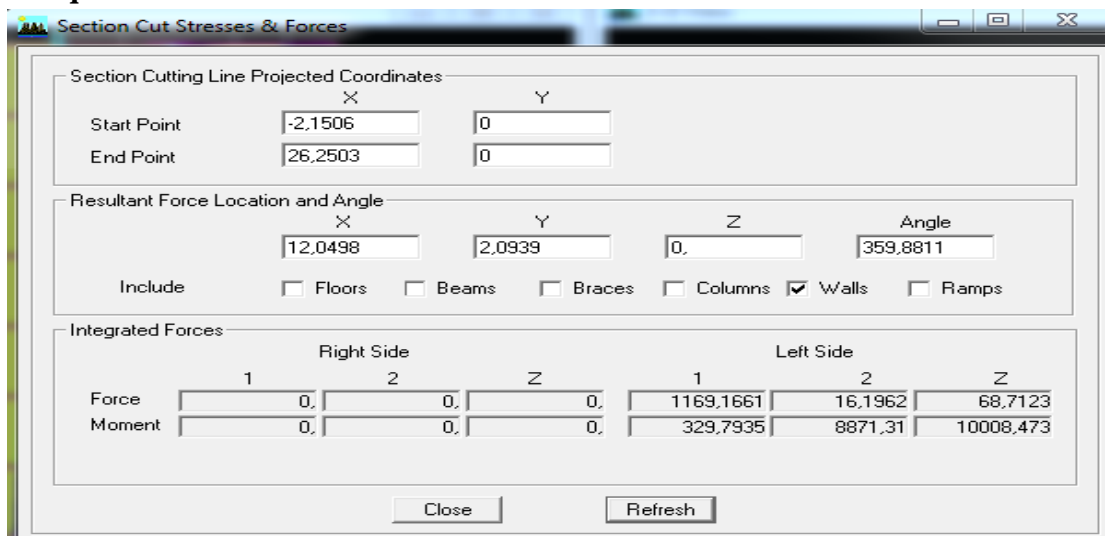 Section Cut Stresses & Forces
Section Cutting Line Projected Coordinates
X Y
Start Point -2,1506 0
End Point 26,2503 0
Resultant Force Location and Angle
X Y Z Angle
12,0498 2,0939 0, 359,8811
Include Floors Beams Braces Columns Walls Ramps
Integrated Forces
Right Side Left Side
1 2 Z 1 2 Z
Force 0, 0, 0, 1169,1661 16,1962 68,7123
Moment 0, 0, 0, 329,7935 8871,31 10008,473
Close Refresh